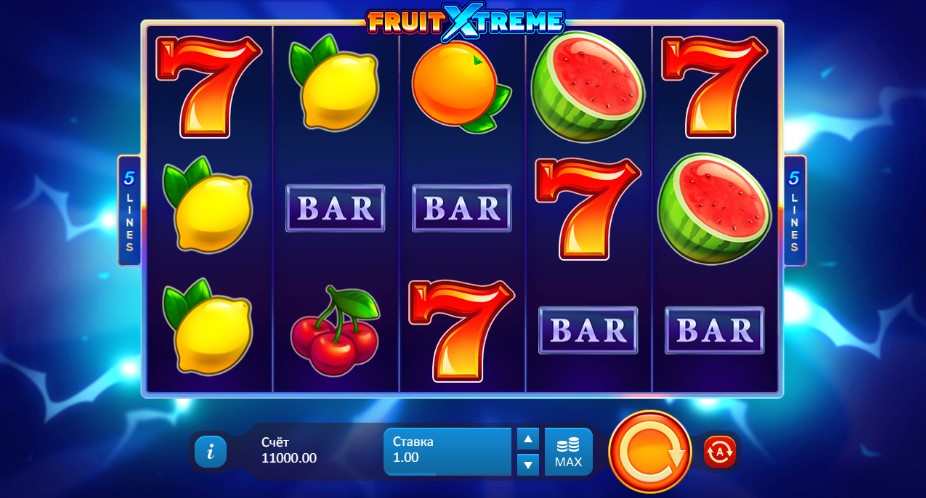 FRUIT XTREME
5
LINES
BAR
BAR
5
LINES
BAR
BAR
Счёт
11000.00
Ставка
1.00
i
MAX
A